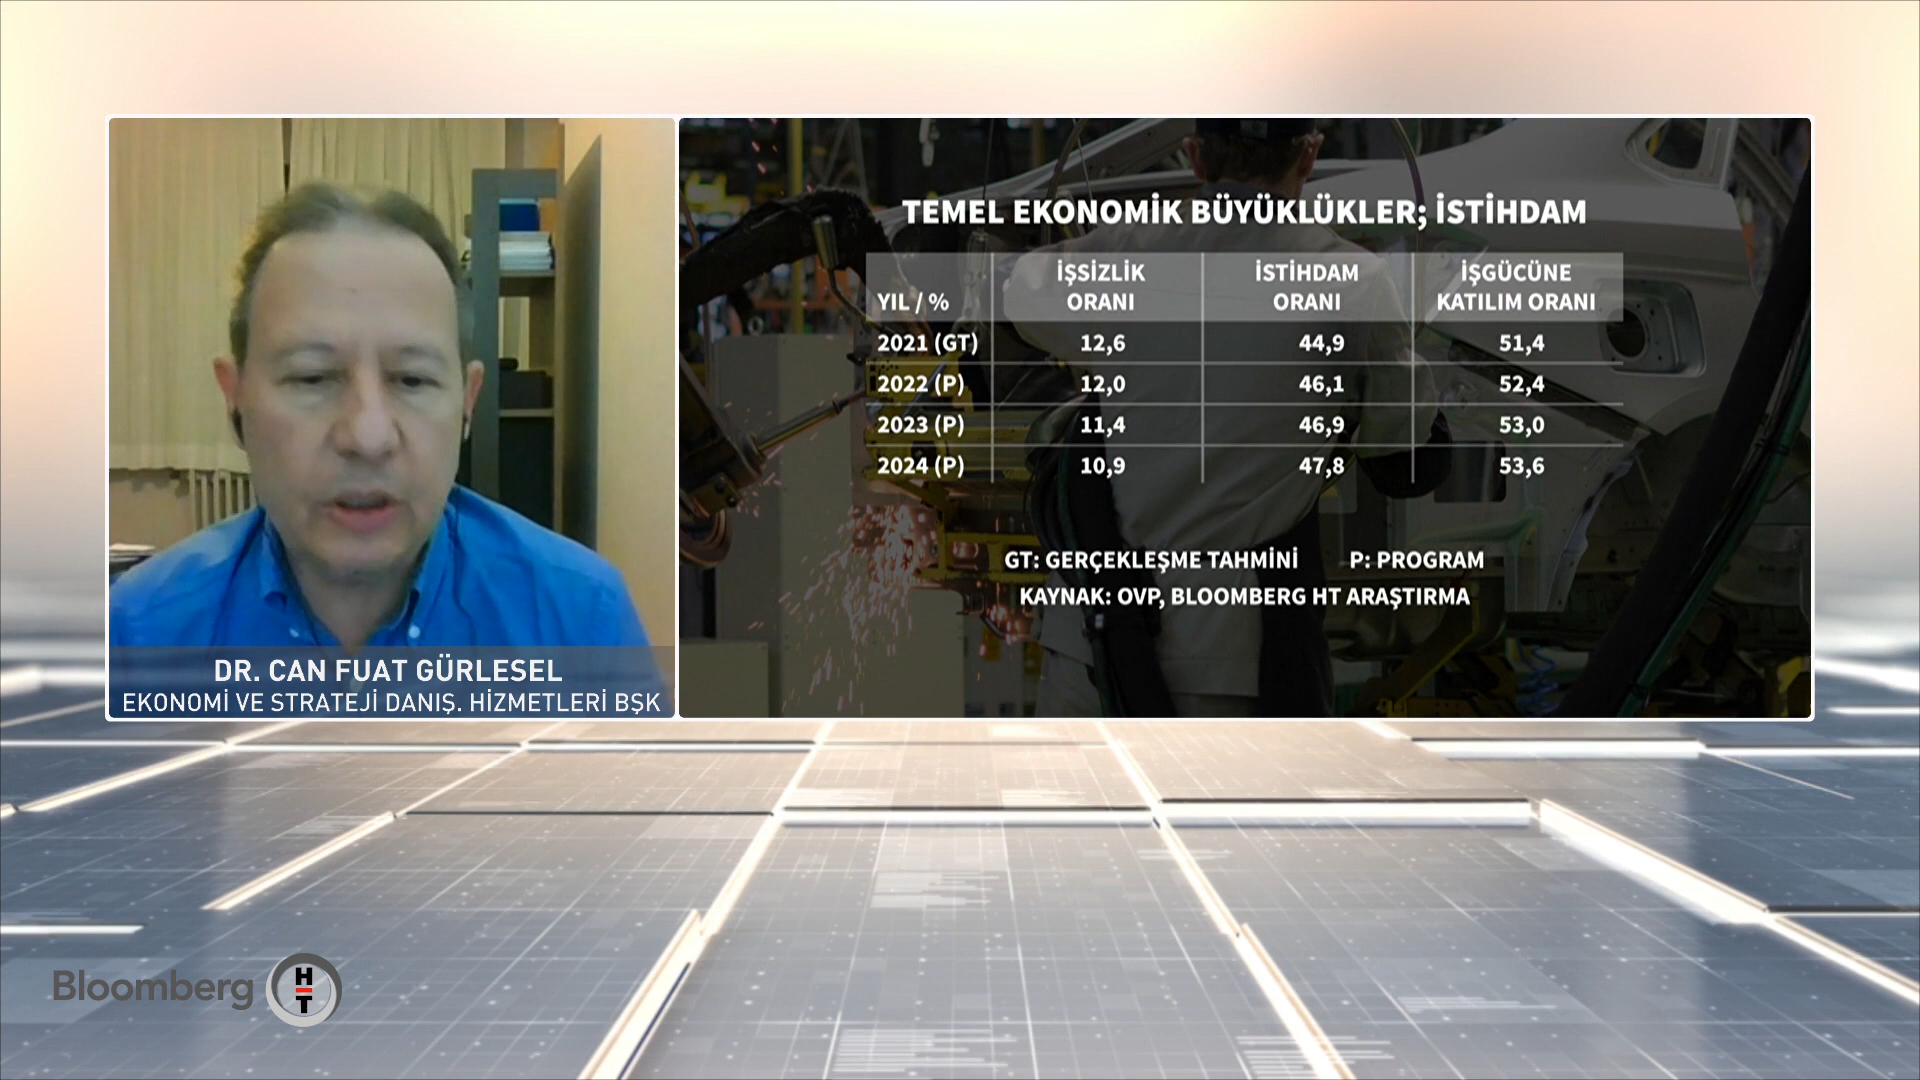 TEMEL EKONOMİK BÜYÜKLÜKLER; İSTİHDAM
YIL / % İŞSİZLİK ORANI İSTİHDAM ORANI İŞGÜCÜNE KATILIM ORANI
2021 (GT) 12,6 44,9 51,4
2022 (P) 12,0 46,1 52,4
2023 (P) 11,4 46,9 53,0
2024 (P) 10,9 47,8 53,6
GT: GERÇEKLEŞME TAHMİNİ P: PROGRAM
KAYNAK: OVP, BLOOMBERG HT ARAŞTIRMA
DR. CAN FUAT GÜRLESEL
EKONOMİ VE STRATEJİ DANIŞ. HİZMETLERİ BŞK
Bloomberg HT